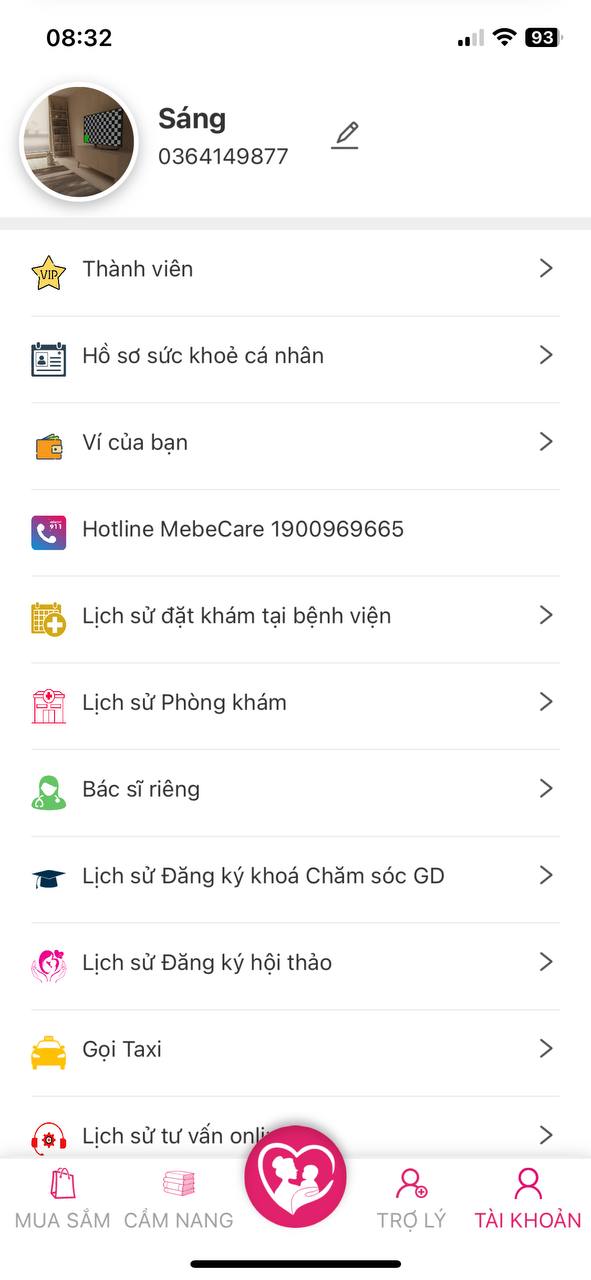 08:32
93
Sáng
0364149877
VIP
Thành viên
Hồ sơ sức khoẻ cá nhân
Ví của bạn
911
Hotline MebeCare 1900969665
Lịch sử đặt khám tại bệnh viện
Lịch sử Phòng khám
Bác sĩ riêng
Lịch sử Đăng ký khoá Chăm sóc GD
Lịch sử Đăng ký hội thảo
Gọi Taxi
Lịch sử tư vấn onli
MUA SẮM CẨM NANG TRỢ LÝ TÀI KHOẢN